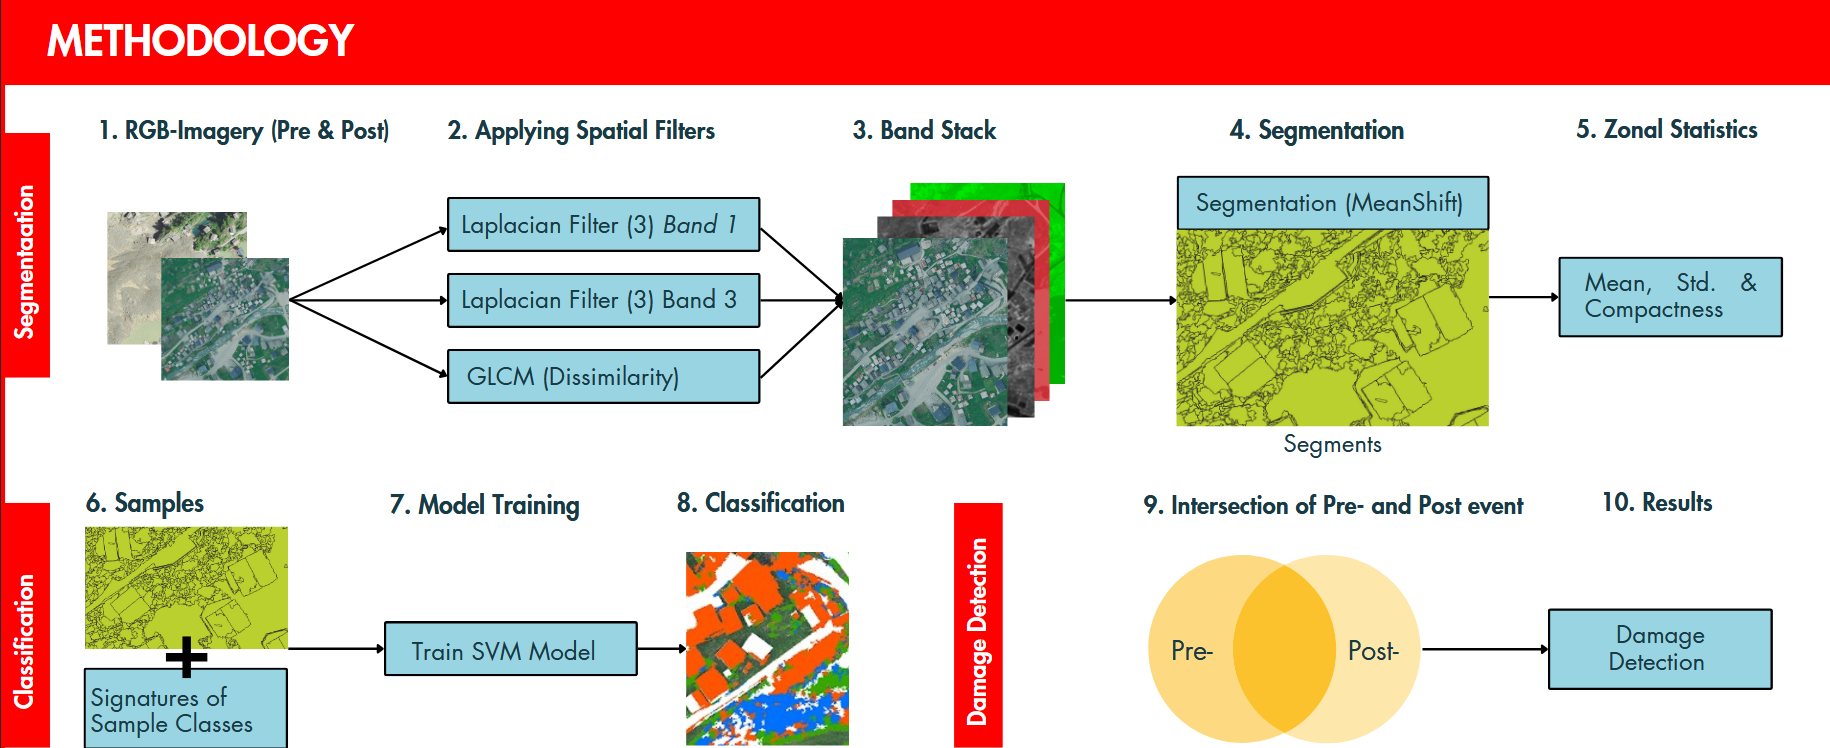 METHODOLOGY
Segmentaation
1. RGB-Imagery (Pre & Post)
2. Applying Spatial Filters
3. Band Stack
4. Segmentation
5. Zonal Statistics
Laplacian Filter (3) Band 1
Laplacian Filter (3) Band 3
GLCM (Dissimilarity)
Segmentation (MeanShift)
Segments
Mean, Std. &
Compactness
Classification
6. Samples
7. Model Training
8. Classification
Signatures of
Sample Classes
Train SVM Model
Damage Detection
9. Intersection of Pre- and Post event
10. Results
Pre-
Post-
Damage
Detection